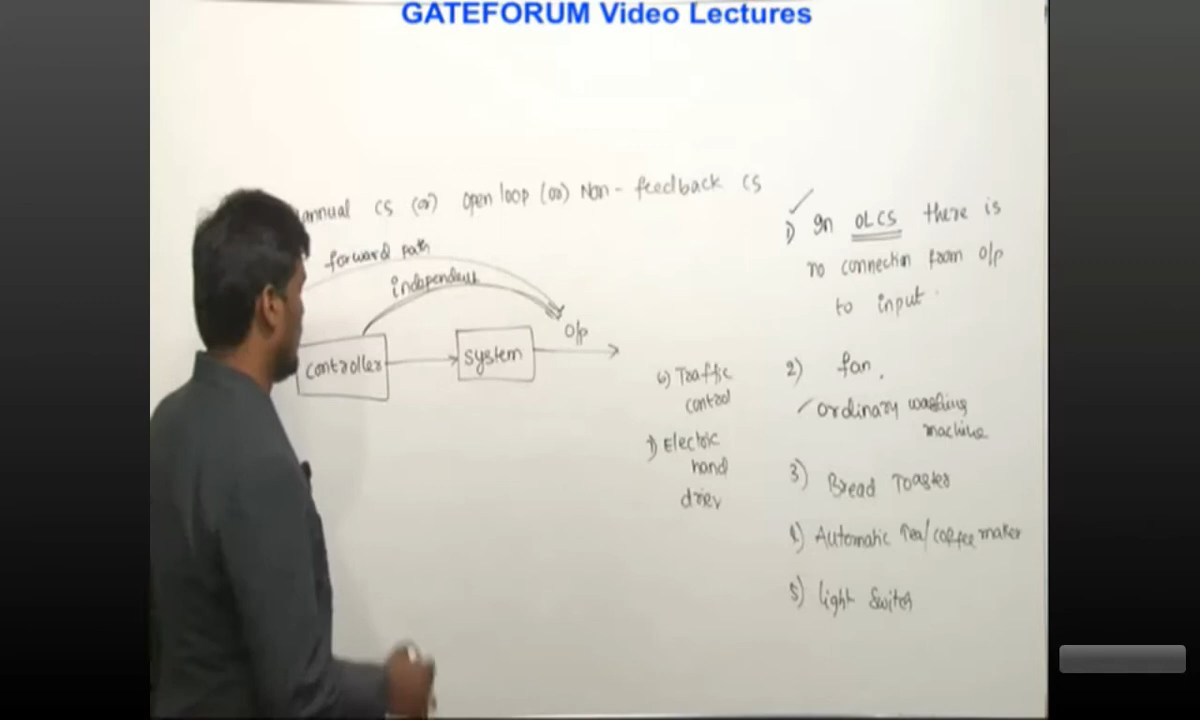 GATEFORUM Video Lectures
annual CS (or) Open loop (or) Non-feedback CS
forward path
independent
controller
system
O/p
1) In OLCS there is
no connection from O/p
to input.
2) fan.
ordinary washing
machine
3) Bread Toaster
4) Automatic Tea/coffee maker
5) Light Switch
6) Traffic
control
7) Electric
hand
drier